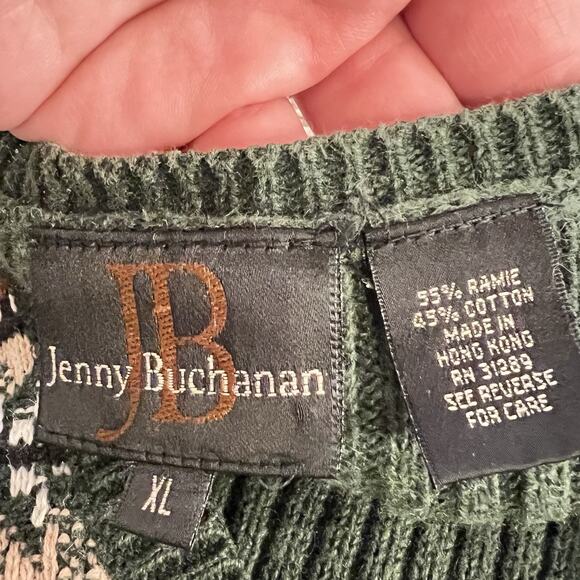 JB
Jenny Buchanan
XL
55% RAMIE
45% COTTON
MADE IN
HONG KONG
RN 31289
SEE REVERSE
FOR CARE